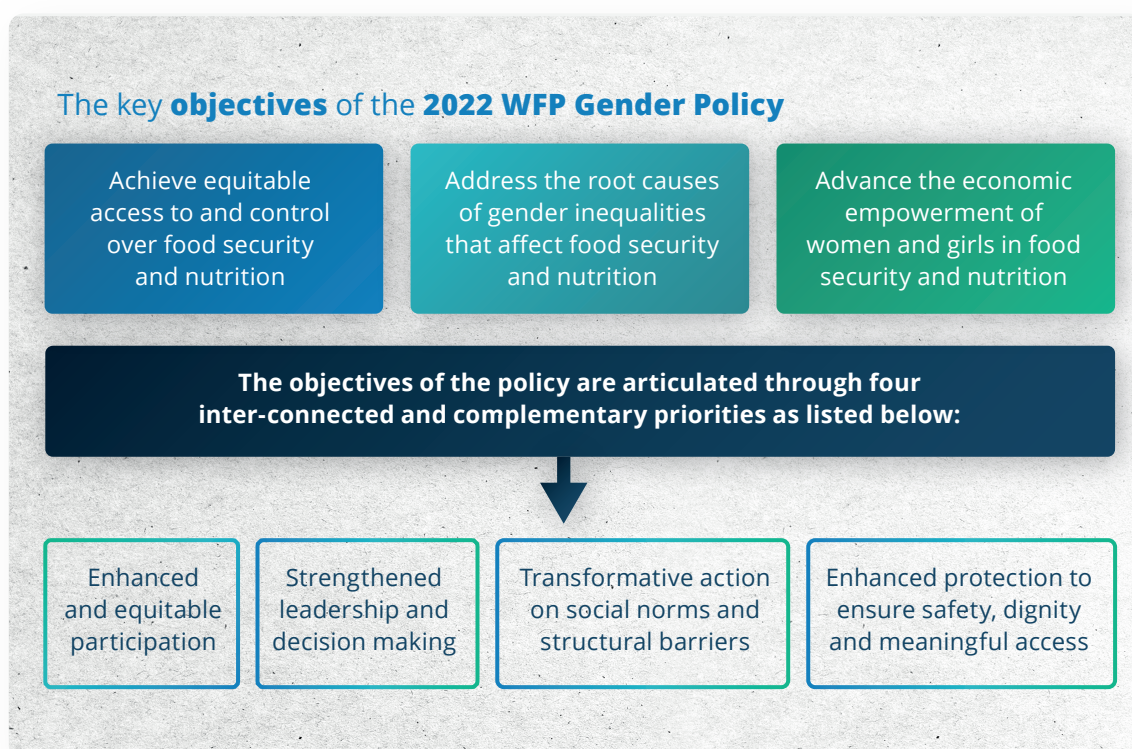 The key objectives of the 2022 WFP Gender Policy
Achieve equitable
access to and control
over food security
and nutrition
Address the root causes
of gender inequalities
that affect food security
and nutrition
Advance the economic
empowerment of
women and girls in food
security and nutrition
The objectives of the policy are articulated through four
inter-connected and complementary priorities as listed below:
Enhanced
and equitable
participation
Strengthened
leadership and
decision making
Transformative action
on social norms and
structural barriers
Enhanced protection to
ensure safety, dignity
and meaningful access